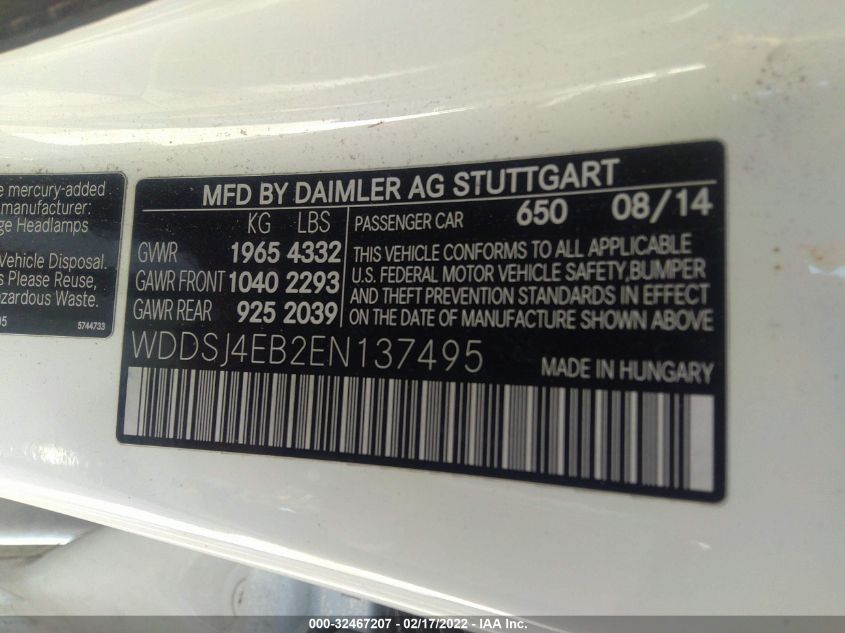 e mercury-added
manufacturer:
ge Headlamps
Vehicle Disposal.
s Please Reuse,
azardous Waste.
05
5744733
MFD BY DAIMLER AG STUTTGART
KG LBS
GVWR 1965 4332
GAWR FRONT 1040 2293
GAWR REAR 925 2039
PASSENGER CAR 650 08/14
THIS VEHICLE CONFORMS TO ALL APPLICABLE
U.S. FEDERAL MOTOR VEHICLE SAFETY, BUMPER
AND THEFT PREVENTION STANDARDS IN EFFECT
ON THE DATE OF MANUFACTURE SHOWN ABOVE
WDDSJ4EB2EN137495 MADE IN HUNGARY
000-32467207 - 02/17/2022 - IAA Inc.